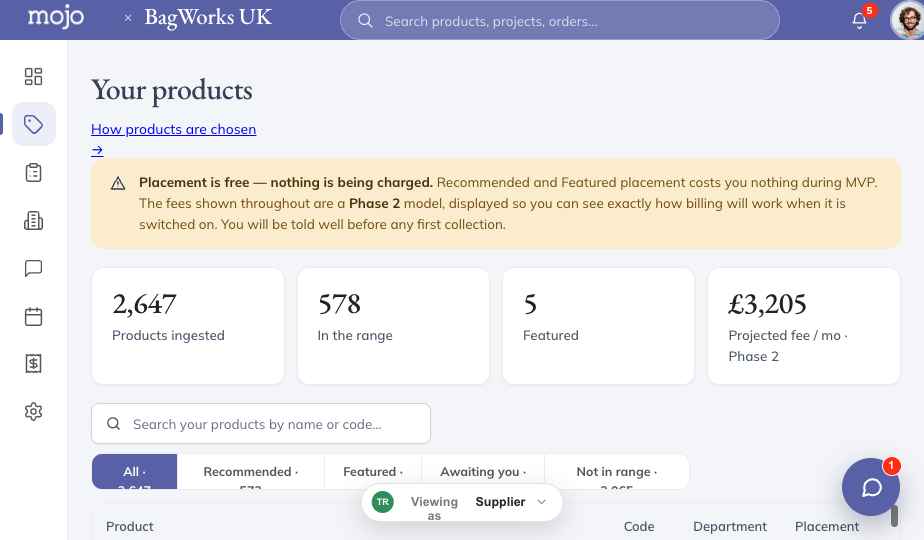 mojo
× BagWorks UK
Search products, projects, orders...
5
Your products
How products are chosen
→
Placement is free — nothing is being charged. Recommended and Featured placement costs you nothing during MVP.
The fees shown throughout are a Phase 2 model, displayed so you can see exactly how billing will work when it is
switched on. You will be told well before any first collection.
2,647
Products ingested
578
In the range
5
Featured
£3,205
Projected fee / mo ·
Phase 2
Search your products by name or code...
All ·
2,647
Recommended ·
573
Featured ·
Awaiting you ·
Not in range ·
TR
Viewing
as
Supplier
1
Product
Code
Department
Placement